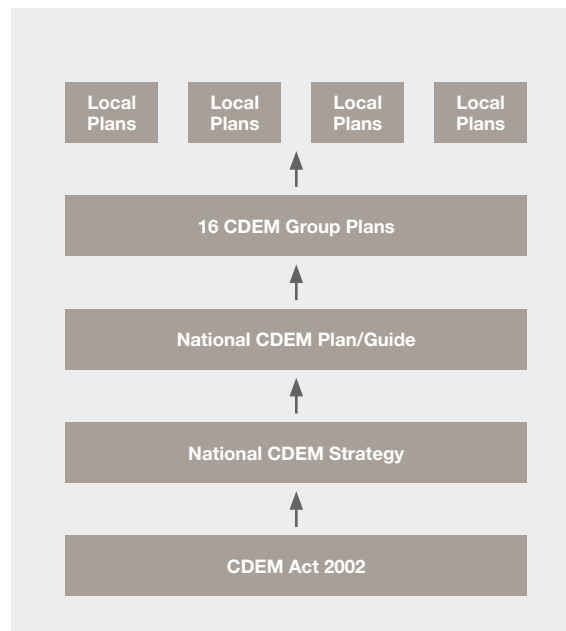 Local
Plans
Local
Plans
Local
Plans
Local
Plans
16 CDEM Group Plans
National CDEM Plan/Guide
National CDEM Strategy
CDEM Act 2002